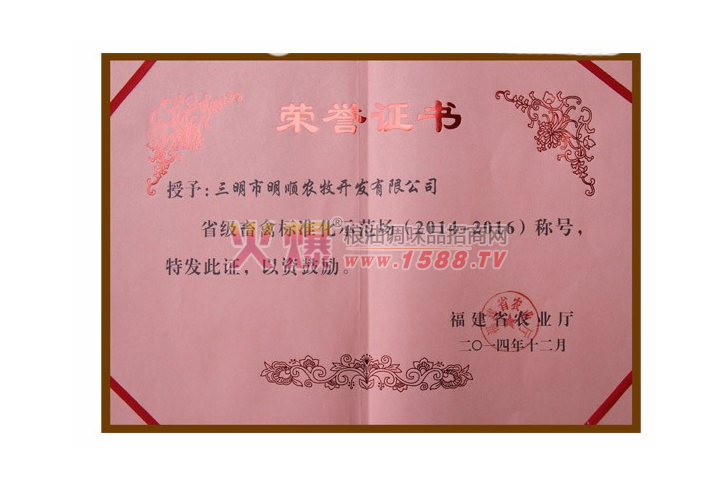 荣誉证书
授予：三明市明顺农牧开发有限公司
省级畜禽标准化示范场（2014-2016）称号，
火爆®粮油调味品招商网
www.1588.TV
特发此证，以资鼓励。
福建省农业厅
二〇一四年十二月